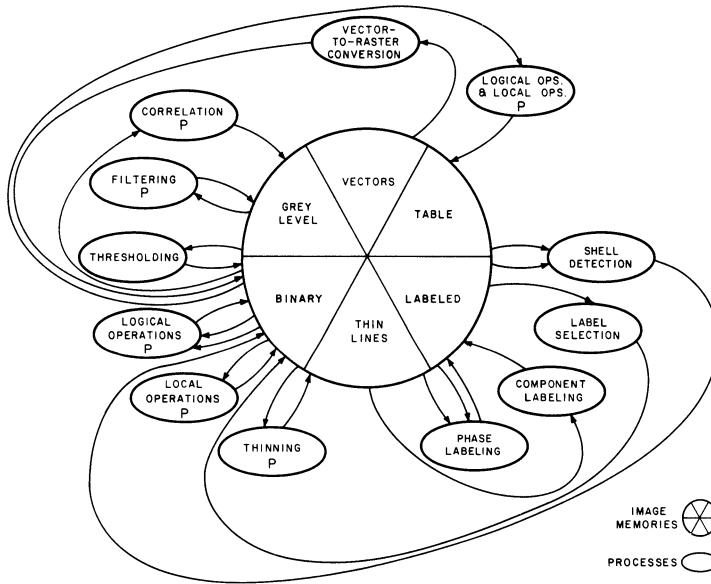 VECTOR-
TO-RASTER
CONVERSION
LOGICAL OPS.
& LOCAL OPS.
P
CORRELATION
P
FILTERING
P
VECTORS
GREY
LEVEL
TABLE
THRESHOLDING
SHELL
DETECTION
BINARY
LABELED
THIN
LINES
LOGICAL
OPERATIONS
P
LABEL
SELECTION
LOCAL
OPERATIONS
P
COMPONENT
LABELING
THINNING
P
PHASE
LABELING
IMAGE
MEMORIES
PROCESSES